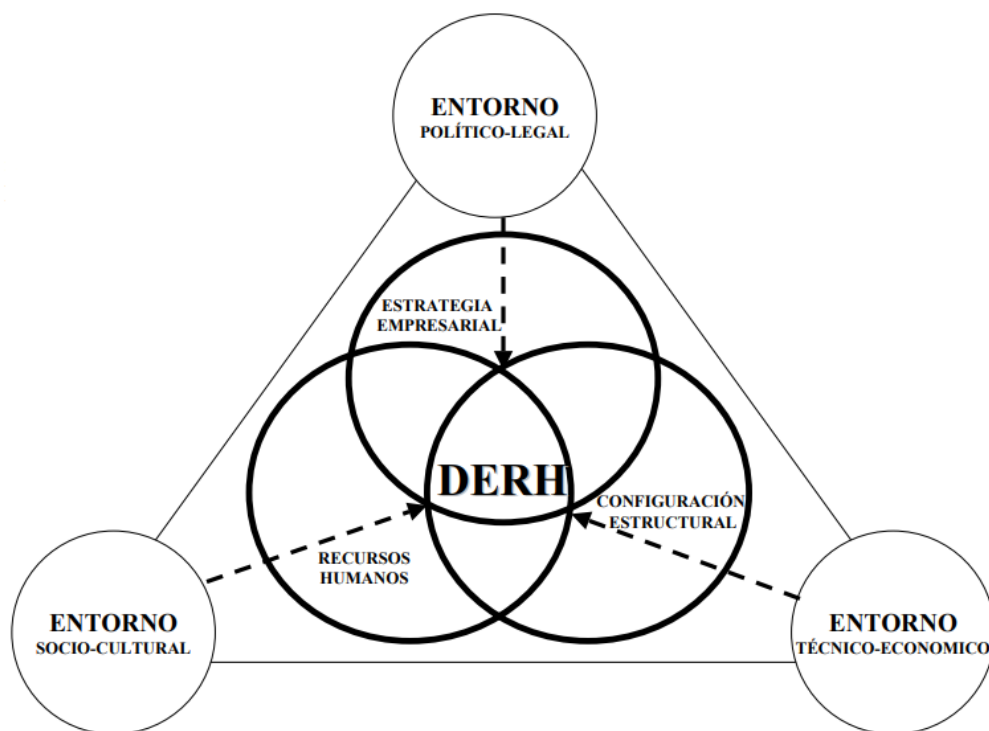 ENTORNO
POLÍTICO-LEGAL
ESTRATEGIA
EMPRESARIAL
DERH
CONFIGURACIÓN
ESTRUCTURAL
RECURSOS
HUMANOS
ENTORNO
SOCIO-CULTURAL
ENTORNO
TÉCNICO-ECONOMICO